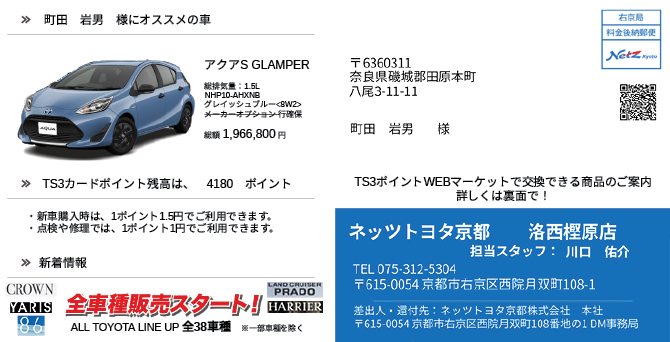 ≫ 町田 岩男 様にオススメの車
アクアS GLAMPER
総排気量：1.5L
NHP10-AHXNB
グレイッシュブルー<8W2>
メーカーオプション 行確保
総額 1,966,800 円
AQUA
≫ TS3カードポイント残高は、 4180 ポイント
・新車購入時は、1ポイント1.5円でご利用できます。
・点検や修理では、1ポイント1円でご利用できます。
≫ 新着情報
CROWN
YARIS
86
全車種販売スタート!
ALL TOYOTA LINE UP 全38車種 ※一部車種を除く
LAND CRUISER
PRADO
HARRIER
右京局
料金後納郵便
Netz Kyoto
〒6360311
奈良県磯城郡田原本町
八尾3-11-11
町田 岩男 様
TS3ポイントWEBマーケットで交換できる商品のご案内
詳しくは裏面で！
ネッツトヨタ京都 洛西樫原店
担当スタッフ： 川口 佑介
TEL 075-312-5304
〒615-0054 京都市右京区西院月双町108-1
差出人・還付先：ネッツトヨタ京都株式会社 本社
〒615-0054 京都市右京区西院月双町108番地の1 DM事務局